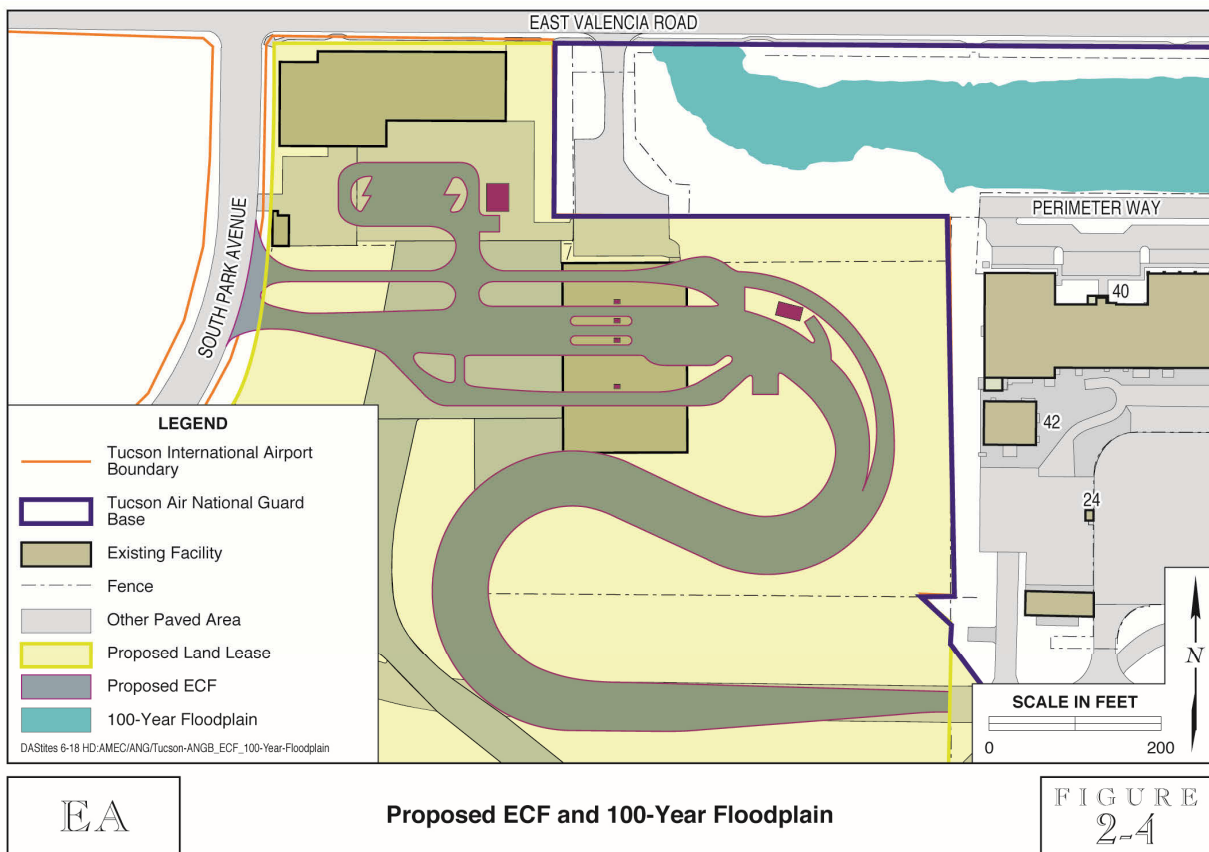 EAST VALENCIA ROAD
SOUTH PARK AVENUE
PERIMETER WAY
40
42
24
LEGEND
Tucson International Airport
Boundary
Tucson Air National Guard
Base
Existing Facility
Fence
Other Paved Area
Proposed Land Lease
Proposed ECF
100-Year Floodplain
DAStites 6-18 HD:AMEC/ANG/Tucson-ANGB_ECF_100-Year-Floodplain
N
SCALE IN FEET
0 200
EA
Proposed ECF and 100-Year Floodplain
FIGURE
2-4